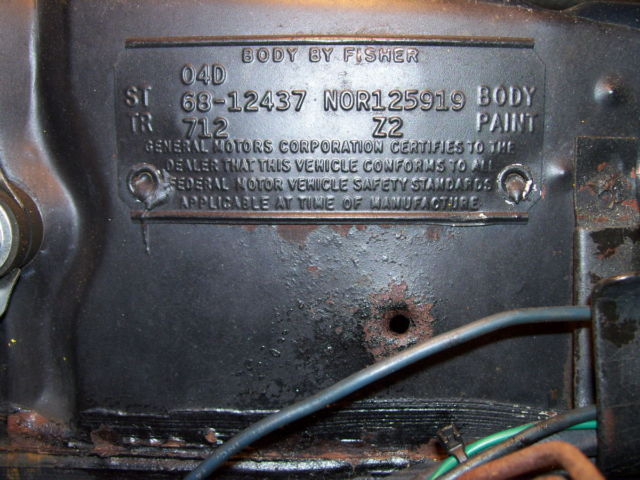 BODY BY FISHER
04D
ST 68-12437 NOR125919 BODY
TR 712 Z2 PAINT
GENERAL MOTORS CORPORATION CERTIFIES TO THE
DEALER THAT THIS VEHICLE CONFORMS TO ALL
FEDERAL MOTOR VEHICLE SAFETY STANDARDS
APPLICABLE AT TIME OF MANUFACTURE